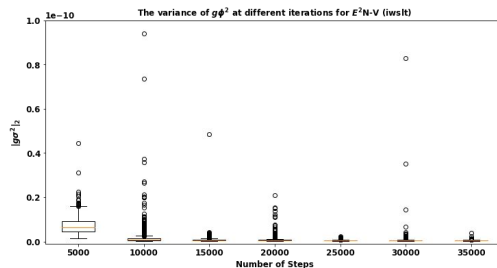 The variance of gϕ² at different iterations for E²N-V (iwslt)
1e−10
1.0
0.8
0.6
0.4
0.2
0.0
|gσ²|₂
5000 10000 15000 20000 25000 30000 35000
Number of Steps